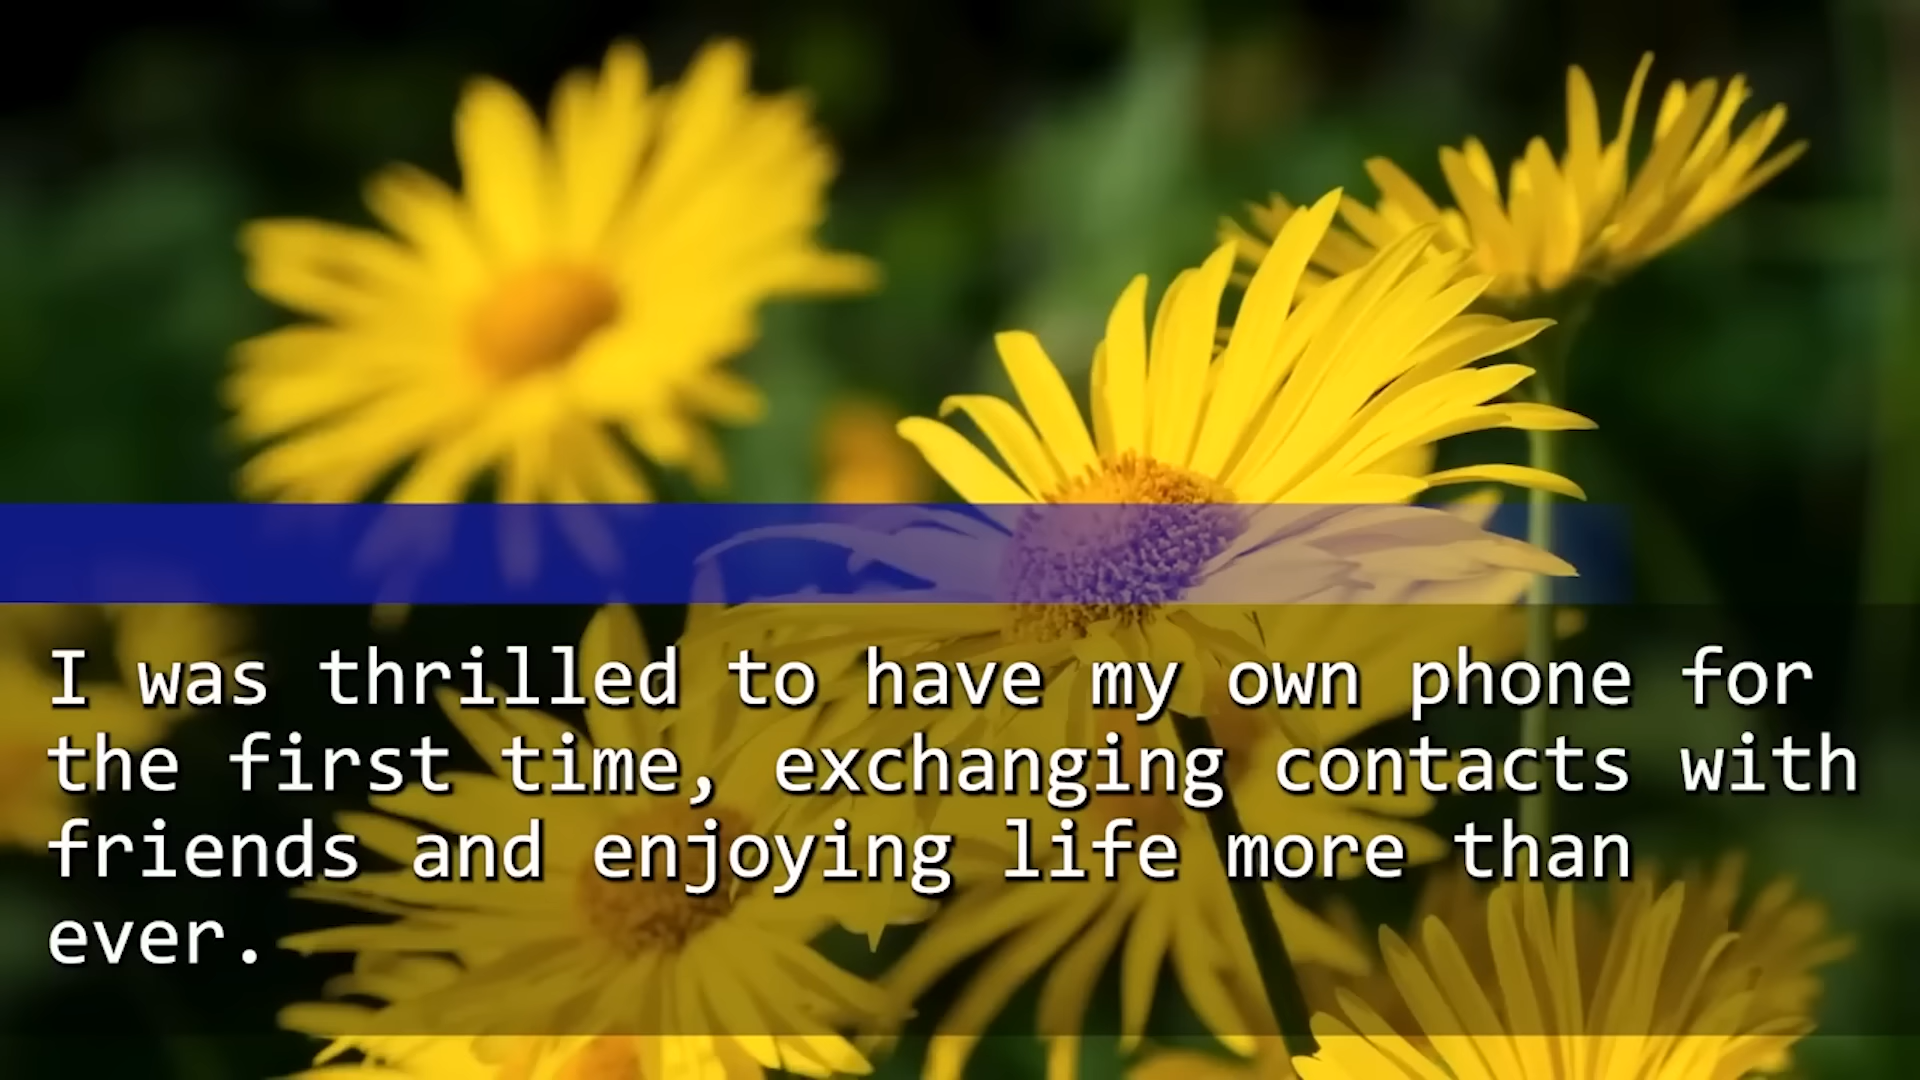 I was thrilled to have my own phone for
the first time, exchanging contacts with
friends and enjoying life more than
ever.